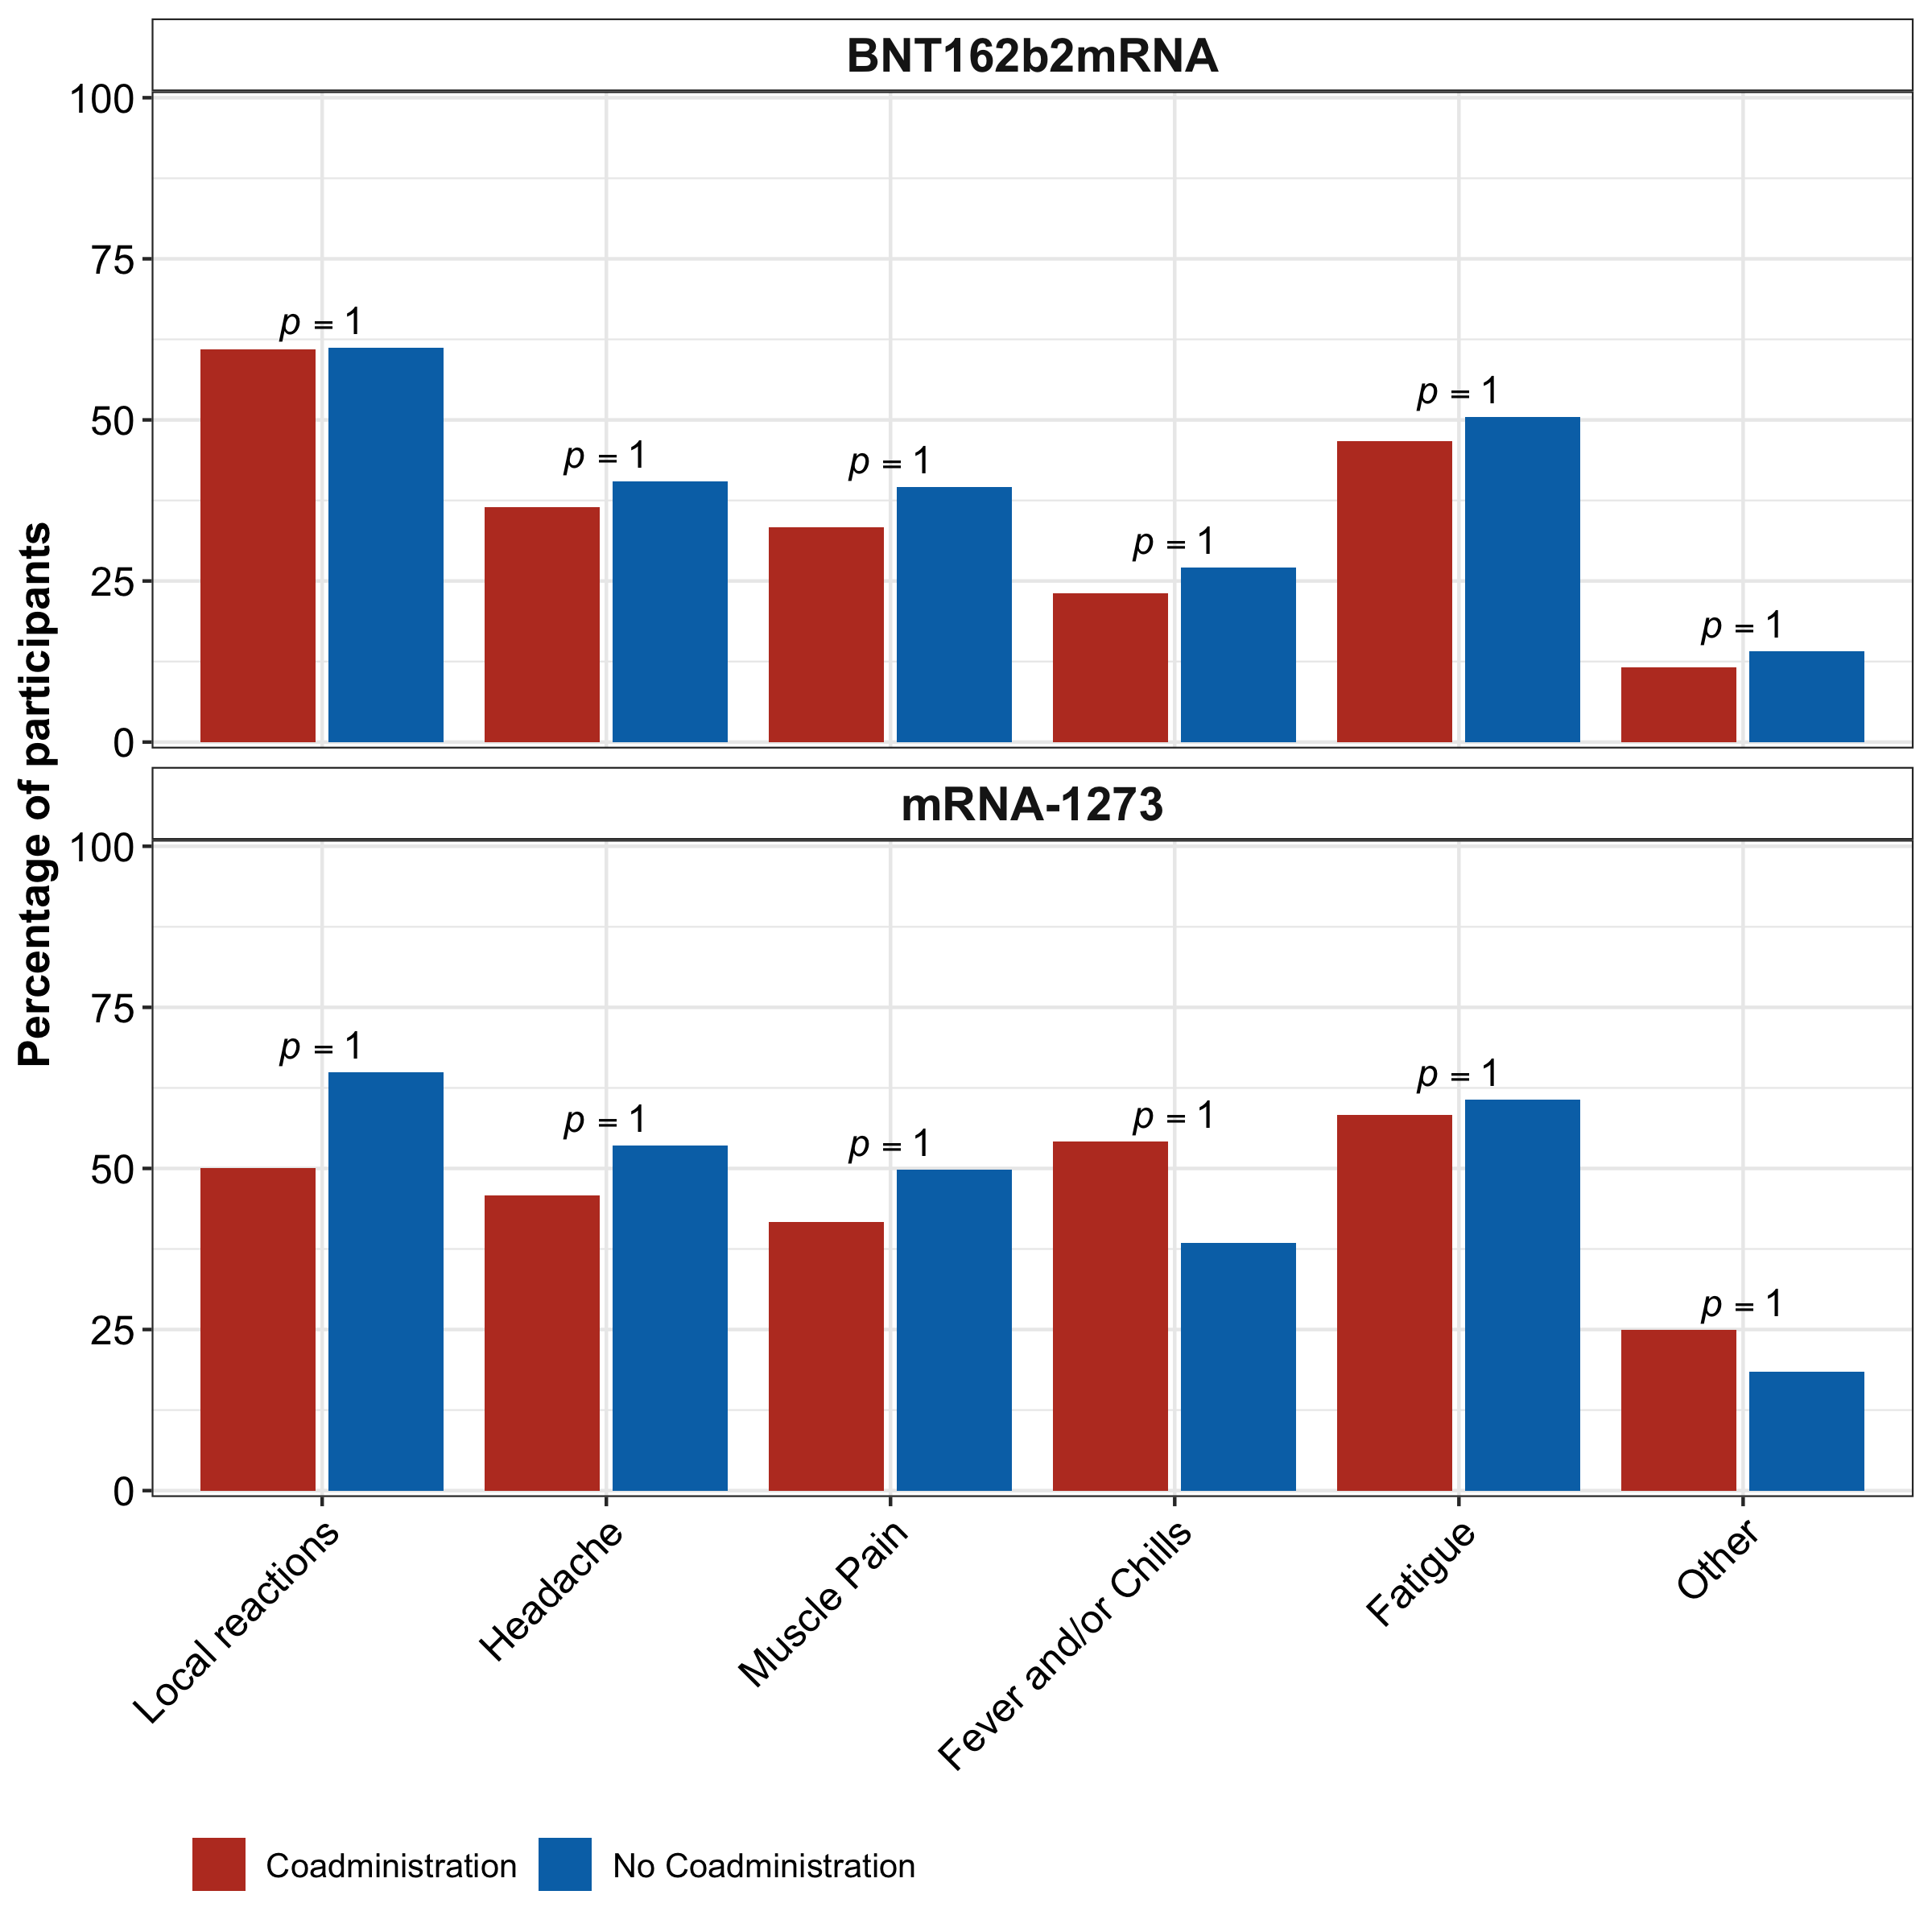 BNT162b2mRNA
100
75
50
25
0
p = 1
p = 1
p = 1
p = 1
p = 1
p = 1
mRNA-1273
100
75
50
25
0
p = 1
p = 1
p = 1
p = 1
p = 1
p = 1
Percentage of participants
Local reactions
Headache
Muscle Pain
Fever and/or Chills
Fatigue
Other
Coadministration
No Coadministration